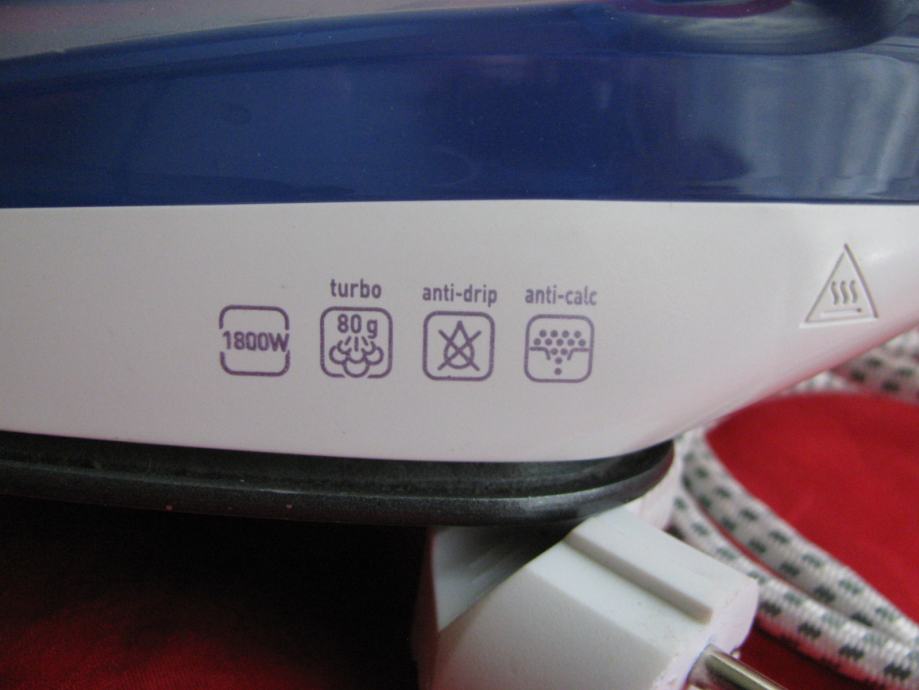 turbo
anti-drip
anti-calc
1800W
80 g